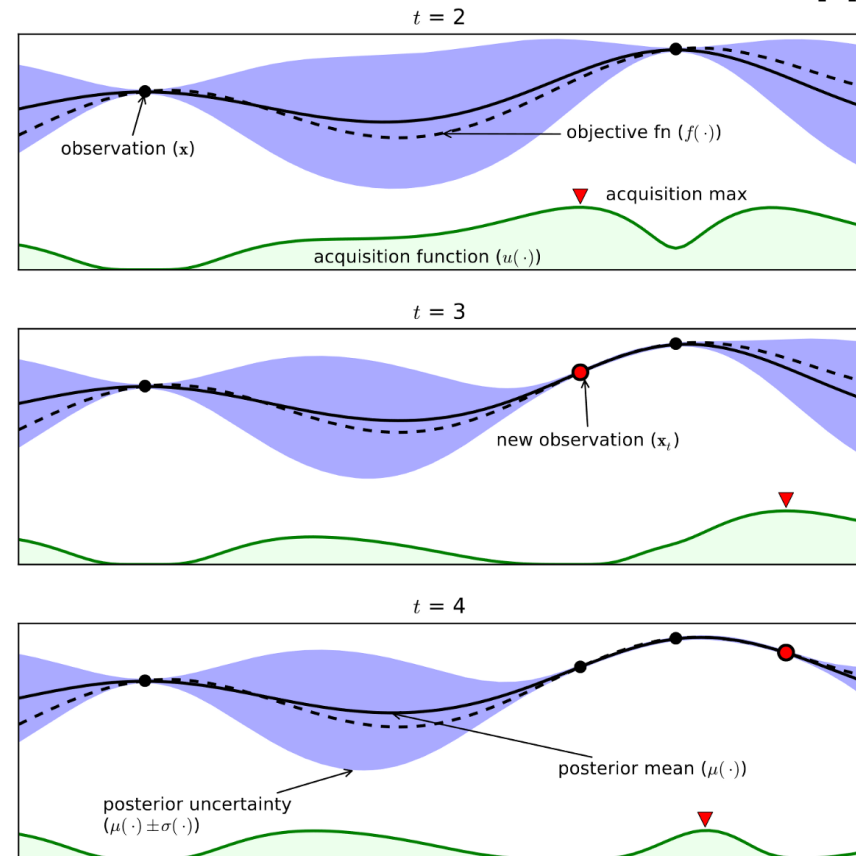 t = 2
observation (x)
objective fn (f(·))
acquisition max
acquisition function (u(·))
t = 3
new observation (xₜ)
t = 4
posterior mean (μ(·))
posterior uncertainty
(μ(·)±σ(·))